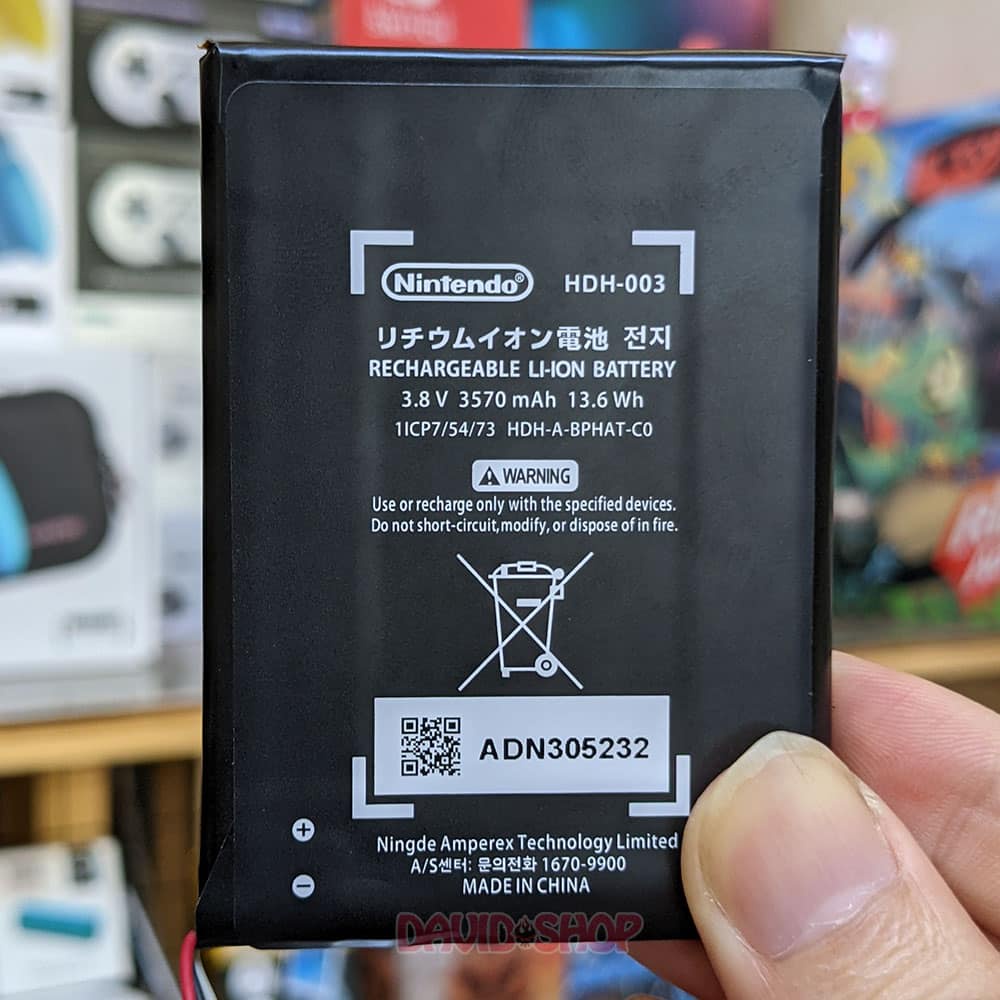 Nintendo® HDH-003
リチウムイオン電池 전지
RECHARGEABLE LI-ION BATTERY
3.8 V 3570 mAh 13.6 Wh
1ICP7/54/73 HDH-A-BPHAT-C0
WARNING
Use or recharge only with the specified devices.
Do not short-circuit, modify, or dispose of in fire.
ADN305232
Ningde Amperex Technology Limited
A/S센터: 문의전화 1670-9900
MADE IN CHINA
DAVID SHOP